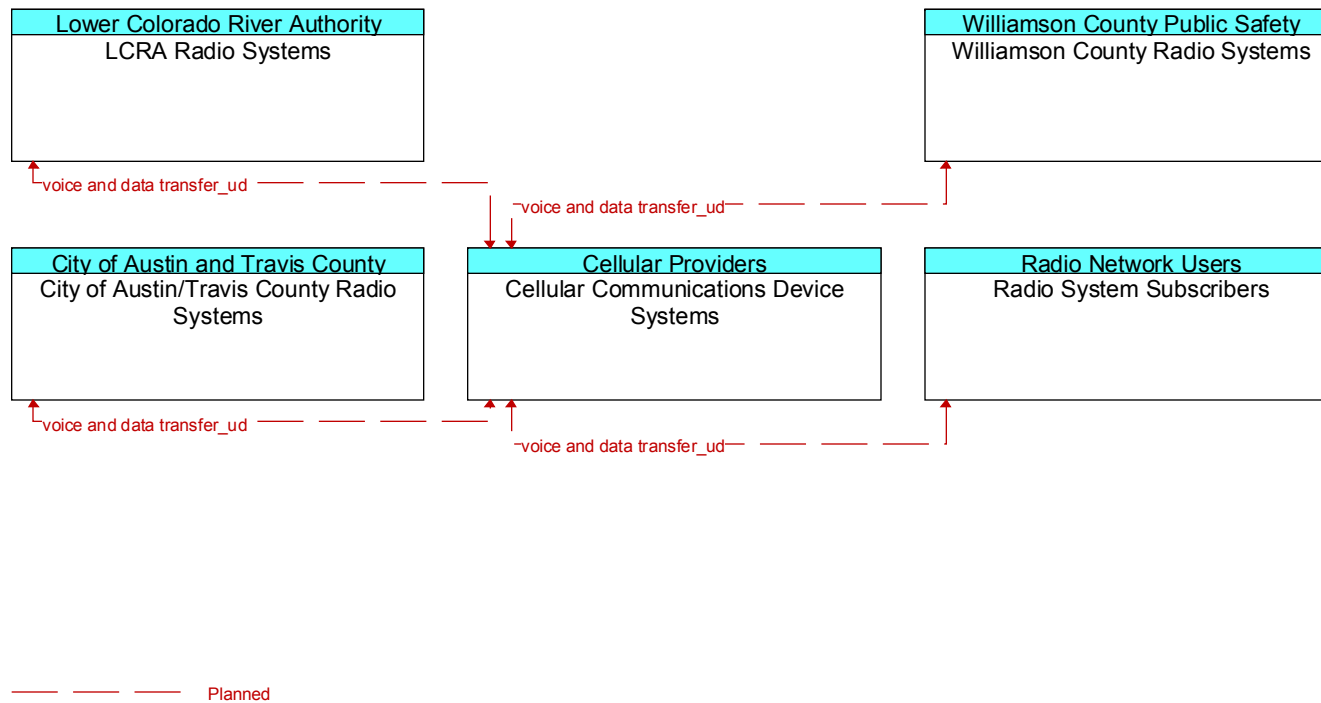 Lower Colorado River Authority
LCRA Radio Systems
Williamson County Public Safety
Williamson County Radio Systems
voice and data transfer_ud
voice and data transfer_ud
City of Austin and Travis County
City of Austin/Travis County Radio
Systems
Cellular Providers
Cellular Communications Device
Systems
Radio Network Users
Radio System Subscribers
voice and data transfer_ud
voice and data transfer_ud
Planned